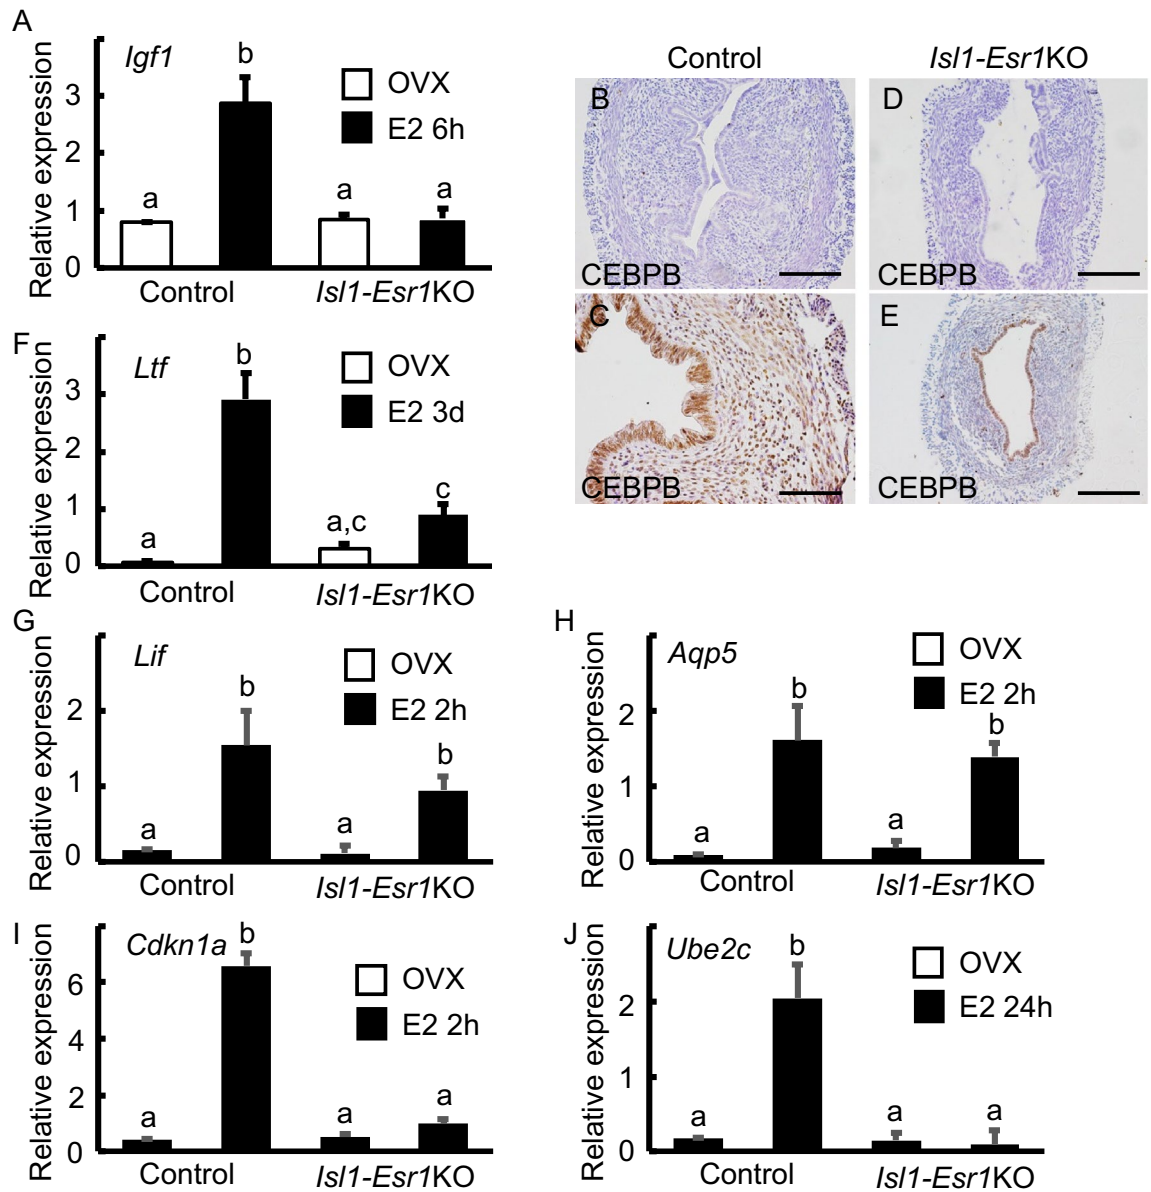 A
Igf1
b
OVX
E2 6h
a
a
a
3
2
1
0
Relative expression
Control
Isl1-Esr1KO
Control
Isl1-Esr1KO
B
CEBPB
D
CEBPB
C
CEBPB
E
CEBPB
F
Ltf
b
OVX
E2 3d
a
a,c
c
3
2
1
0
Relative expression
Control
Isl1-Esr1KO
G
Lif
b
OVX
E2 2h
a
a
b
2
1
0
Relative expression
Control
Isl1-Esr1KO
H
Aqp5
b
OVX
E2 2h
a
a
b
2
1
0
Relative expression
Control
Isl1-Esr1KO
I
Cdkn1a
b
OVX
E2 2h
a
a
a
6
4
2
0
Relative expression
Control
Isl1-Esr1KO
J
Ube2c
b
OVX
E2 24h
a
a
a
2
1
0
Relative expression
Control
Isl1-Esr1KO